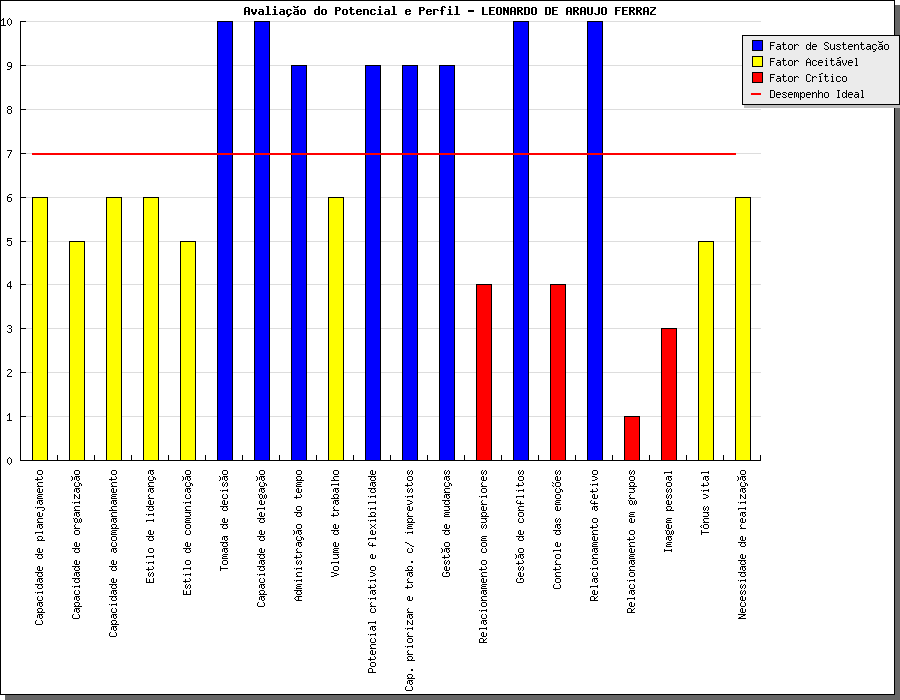 Avaliação do Potencial e Perfil - LEONARDO DE ARAUJO FERRAZ
Fator de Sustentação
Fator Aceitável
Fator Crítico
Desempenho Ideal
10
9
8
7
6
5
4
3
2
1
0
Capacidade de planejamento
Capacidade de organização
Capacidade de acompanhamento
Estilo de liderança
Estilo de comunicação
Tomada de decisão
Capacidade de delegação
Administração do tempo
Volume de trabalho
Potencial criativo e flexibilidade
Cap. priorizar e trab. c/ imprevistos
Gestão de mudanças
Relacionamento com superiores
Gestão de conflitos
Controle das emoções
Relacionamento afetivo
Relacionamento em grupos
Imagem pessoal
Tônus vital
Necessidade de realização